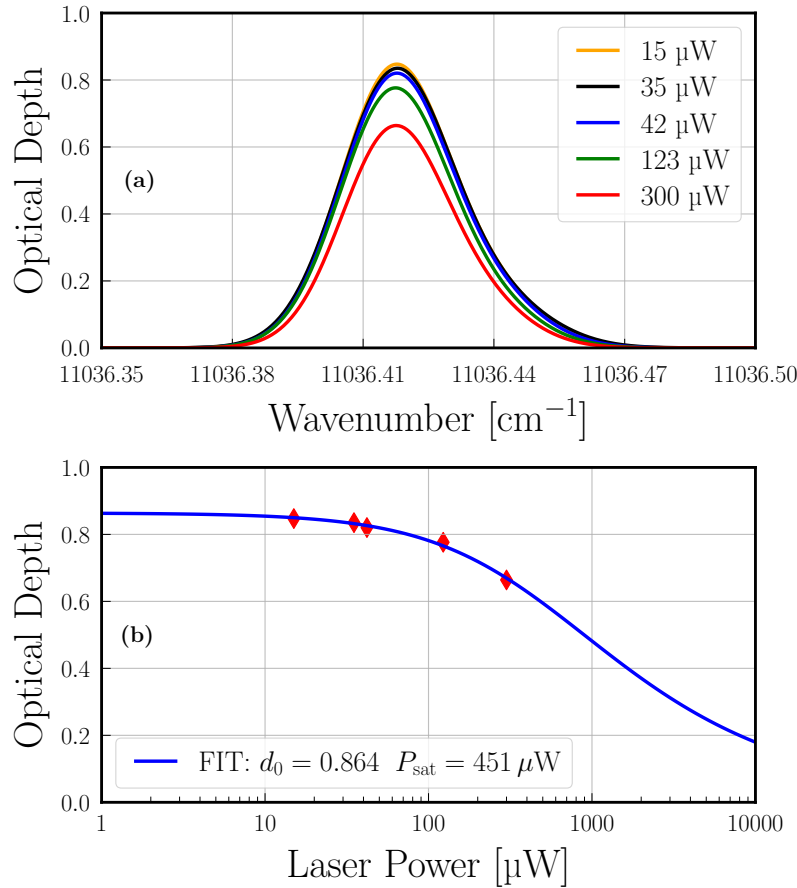 1.0
0.8
0.6
0.4
0.2
0.0
Optical Depth
(a)
15 µW
35 µW
42 µW
123 µW
300 µW
11036.35 11036.38 11036.41 11036.44 11036.47 11036.50
Wavenumber [cm⁻¹]
1.0
0.8
0.6
0.4
0.2
0.0
Optical Depth
(b)
FIT: d₀ = 0.864 Pₛₐₜ = 451 µW
1 10 100 1000 10000
Laser Power [µW]